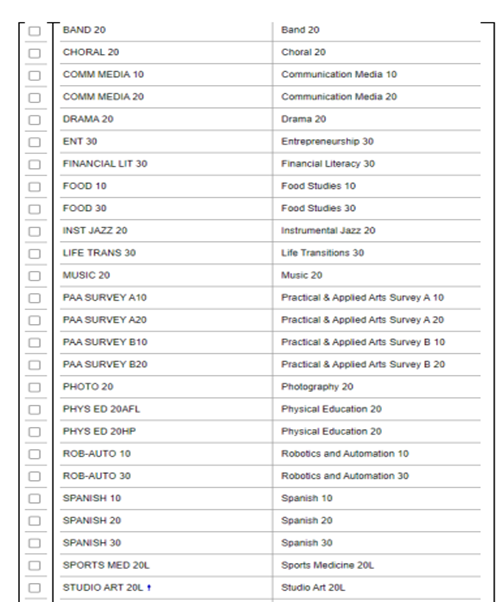 BAND 20 Band 20
CHORAL 20 Choral 20
COMM MEDIA 10 Communication Media 10
COMM MEDIA 20 Communication Media 20
DRAMA 20 Drama 20
ENT 30 Entrepreneurship 30
FINANCIAL LIT 30 Financial Literacy 30
FOOD 10 Food Studies 10
FOOD 30 Food Studies 30
INST JAZZ 20 Instrumental Jazz 20
LIFE TRANS 30 Life Transitions 30
MUSIC 20 Music 20
PAA SURVEY A10 Practical & Applied Arts Survey A 10
PAA SURVEY A20 Practical & Applied Arts Survey A 20
PAA SURVEY B10 Practical & Applied Arts Survey B 10
PAA SURVEY B20 Practical & Applied Arts Survey B 20
PHOTO 20 Photography 20
PHYS ED 20AFL Physical Education 20
PHYS ED 20HP Physical Education 20
ROB-AUTO 10 Robotics and Automation 10
ROB-AUTO 30 Robotics and Automation 30
SPANISH 10 Spanish 10
SPANISH 20 Spanish 20
SPANISH 30 Spanish 30
SPORTS MED 20L Sports Medicine 20L
STUDIO ART 20L Studio Art 20L